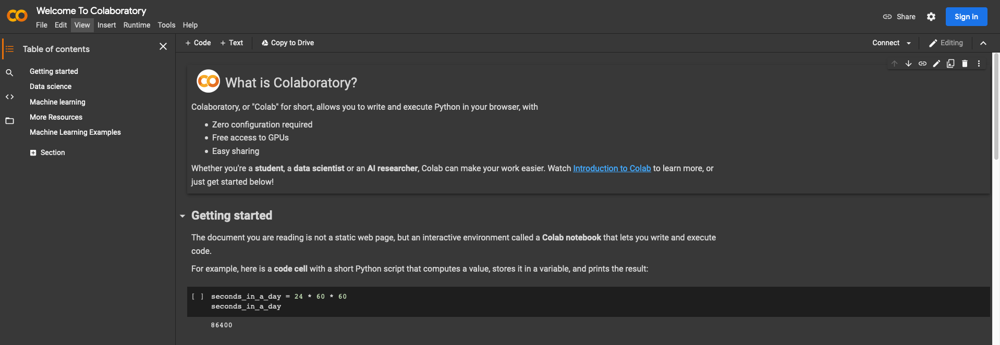 Welcome To Colaboratory
File Edit View Insert Runtime Tools Help
Share
Sign in
Table of contents
Getting started
Data science
Machine learning
More Resources
Machine Learning Examples
Section
+ Code + Text Copy to Drive
Connect Editing
What is Colaboratory?
Colaboratory, or "Colab" for short, allows you to write and execute Python in your browser, with
• Zero configuration required
• Free access to GPUs
• Easy sharing
Whether you're a student, a data scientist or an AI researcher, Colab can make your work easier. Watch Introduction to Colab to learn more, or
just get started below!
Getting started
The document you are reading is not a static web page, but an interactive environment called a Colab notebook that lets you write and execute
code.
For example, here is a code cell with a short Python script that computes a value, stores it in a variable, and prints the result:
[ ] seconds_in_a_day = 24 * 60 * 60
seconds_in_a_day
86400